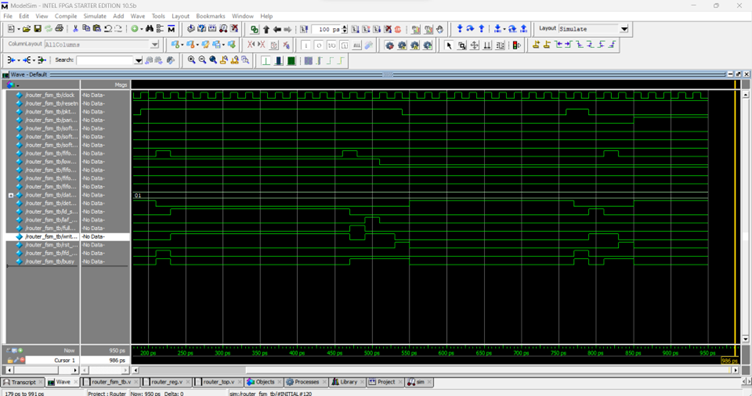 ModelSim - INTEL FPGA STARTER EDITION 10.5b
File Edit View Compile Simulate Add Wave Tools Layout Bookmarks Window Help
100 ps
Layout Simulate
ColumnLayout AllColumns
Search:
Wave - Default
Msgs
/router_fsm_tb/clock -No Data-
/router_fsm_tb/resetn -No Data-
/router_fsm_tb/pkt... -No Data-
/router_fsm_tb/pari... -No Data-
/router_fsm_tb/soft... -No Data-
/router_fsm_tb/soft... -No Data-
/router_fsm_tb/soft... -No Data-
/router_fsm_tb/fifo... -No Data-
/router_fsm_tb/low... -No Data-
/router_fsm_tb/fifo... -No Data-
/router_fsm_tb/fifo... -No Data-
/router_fsm_tb/fifo... -No Data-
/router_fsm_tb/dat... -No Data- 01
/router_fsm_tb/det... -No Data-
/router_fsm_tb/ld_s... -No Data-
/router_fsm_tb/laf_... -No Data-
/router_fsm_tb/full... -No Data-
/router_fsm_tb/writ... -No Data-
/router_fsm_tb/rst_... -No Data-
/router_fsm_tb/lfd_... -No Data-
/router_fsm_tb/busy -No Data-
Now 950 ps
200 ps 250 ps 300 ps 350 ps 400 ps 450 ps 500 ps 550 ps 600 ps 650 ps 700 ps 750 ps 800 ps 850 ps 900 ps 950 ps
Cursor 1 986 ps
986 ps
Transcript Wave router_fsm_tb.v router_reg.v router_top.v Objects Processes Library Project sim
179 ps to 991 ps Project : Router Now: 950 ps Delta: 0 sim:/router_fsm_tb/#INITIAL#120